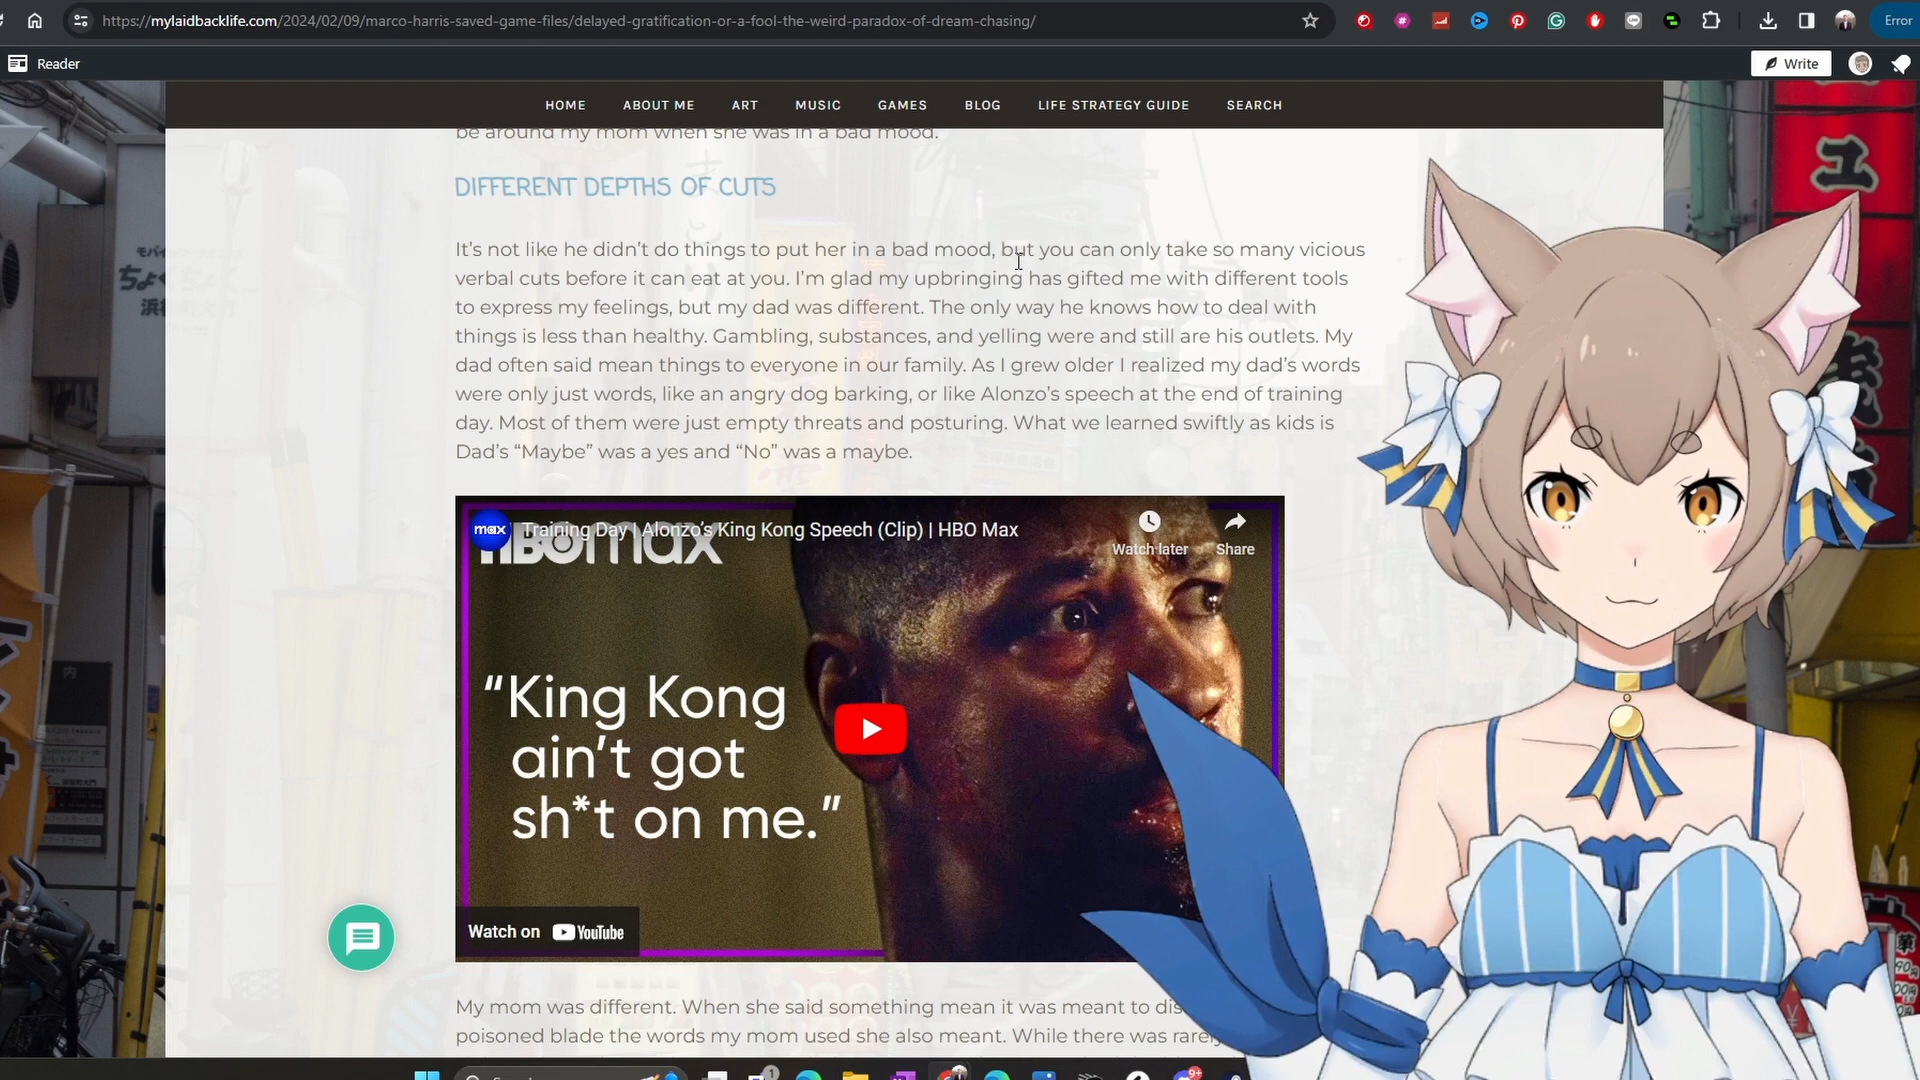 https://mylaidbacklife.com/2024/02/09/marco-harris-saved-game-files/delayed-gratification-or-a-fool-the-weird-paradox-of-dream-chasing/
Error
Reader
Write
HOME ABOUT ME ART MUSIC GAMES BLOG LIFE STRATEGY GUIDE SEARCH
be around my mom when she was in a bad mood.
DIFFERENT DEPTHS OF CUTS
It’s not like he didn’t do things to put her in a bad mood, but you can only take so many vicious
verbal cuts before it can eat at you. I’m glad my upbringing has gifted me with different tools
to express my feelings, but my dad was different. The only way he knows how to deal with
things is less than healthy. Gambling, substances, and yelling were and still are his outlets. My
dad often said mean things to everyone in our family. As I grew older I realized my dad’s words
were only just words, like an angry dog barking, or like Alonzo’s speech at the end of training
day. Most of them were just empty threats and posturing. What we learned swiftly as kids is
Dad’s “Maybe” was a yes and “No” was a maybe.
max Training Day | Alonzo’s King Kong Speech (Clip) | HBO Max
HBOmax
Watch later Share
“King Kong
ain’t got
sh*t on me.”
Watch on YouTube
My mom was different. When she said something mean it was meant to
poisoned blade the words my mom used she also meant. While there was
1
9+